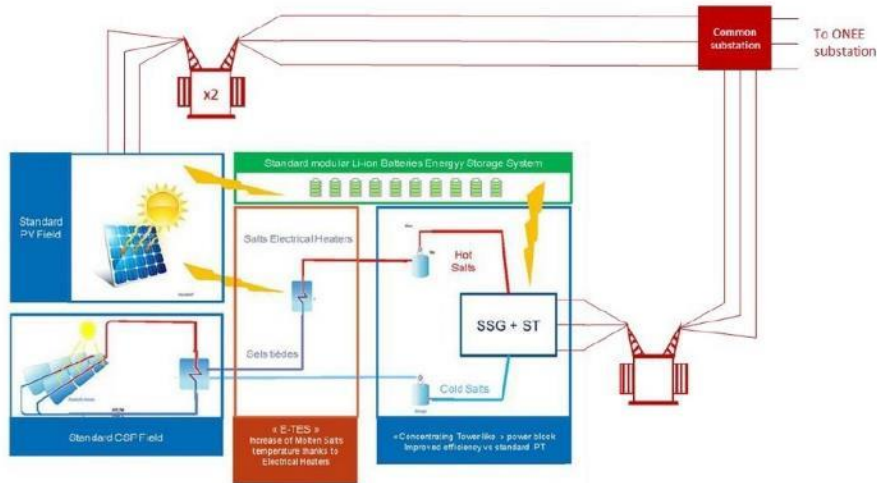 Common
substation
To ONEE
substation
x2
Standard modular Li-ion Batteries Energyy Storage System
Standard
PV Field
Salts Electrical Heaters
Hot
Salts
SSG + ST
Sels tiédes
Cold Salts
Standard CSP Field
« E-TES »
Increase of Molten Salts
temperature thanks to
Electrical Heaters
«Concentrating Tower like » power block
Improved efficiency vs standard PT